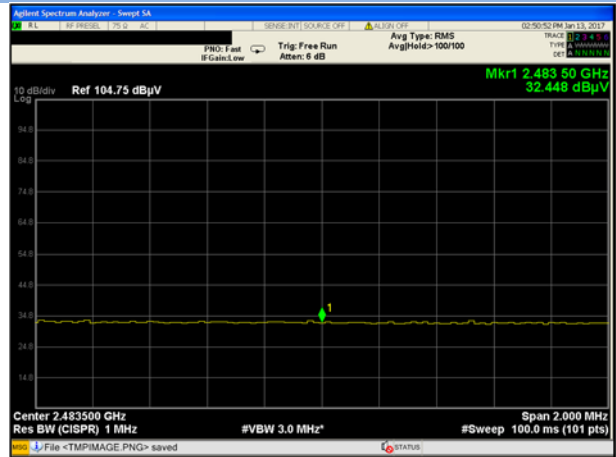 Agilent Spectrum Analyzer - Swept SA
RL RF PRESEL 75 Ω AC SENSE:INT SOURCE OFF ALIGN OFF 02:50:52 PM Jan 13, 2017
PNO: Fast Trig: Free Run Avg Type: RMS TRACE 1 2 3 4 5 6
IFGain:Low Atten: 6 dB Avg|Hold:>100/100 TYPE A
DET A N N N N N
Mkr1 2.483 50 GHz
32.448 dBµV
10 dB/div Ref 104.75 dBµV
Log
94.8
84.8
74.8
64.8
54.8
44.8
34.8
24.8
14.8
1
Center 2.483500 GHz Span 2.000 MHz
Res BW (CISPR) 1 MHz #VBW 3.0 MHz* #Sweep 100.0 ms (101 pts)
MSG File <TMPIMAGE.PNG> saved STATUS